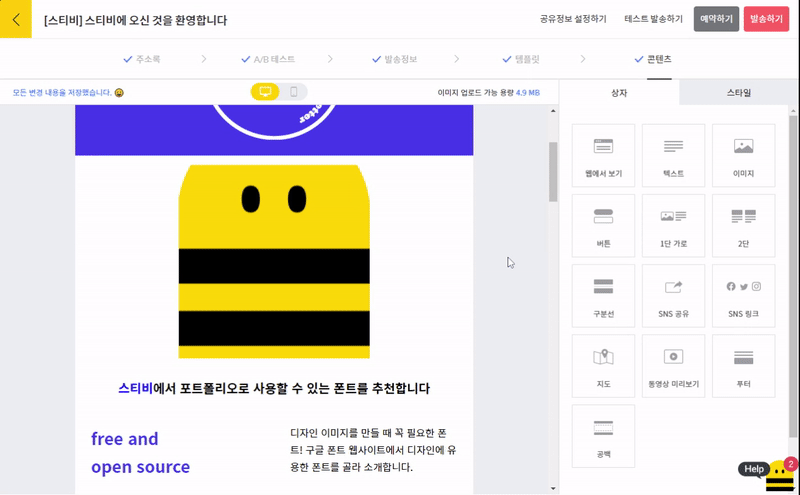 [스티비] 스티비에 오신 것을 환영합니다
공유정보 설정하기
테스트 발송하기
예약하기
발송하기
주소록
A/B 테스트
발송정보
템플릿
콘텐츠
모든 변경 내용을 저장했습니다.
이미지 업로드 가능 용량 4.9 MB
상자
스타일
tter
웹에서 보기
텍스트
이미지
버튼
1단 가로
2단
구분선
SNS 공유
SNS 링크
지도
동영상 미리보기
푸터
공백
스티비에서 포트폴리오로 사용할 수 있는 폰트를 추천합니다
free and
open source
디자인 이미지를 만들 때 꼭 필요한 폰
트! 구글 폰트 웹사이트에서 디자인에 유
용한 폰트를 골라 소개합니다.
Help
2